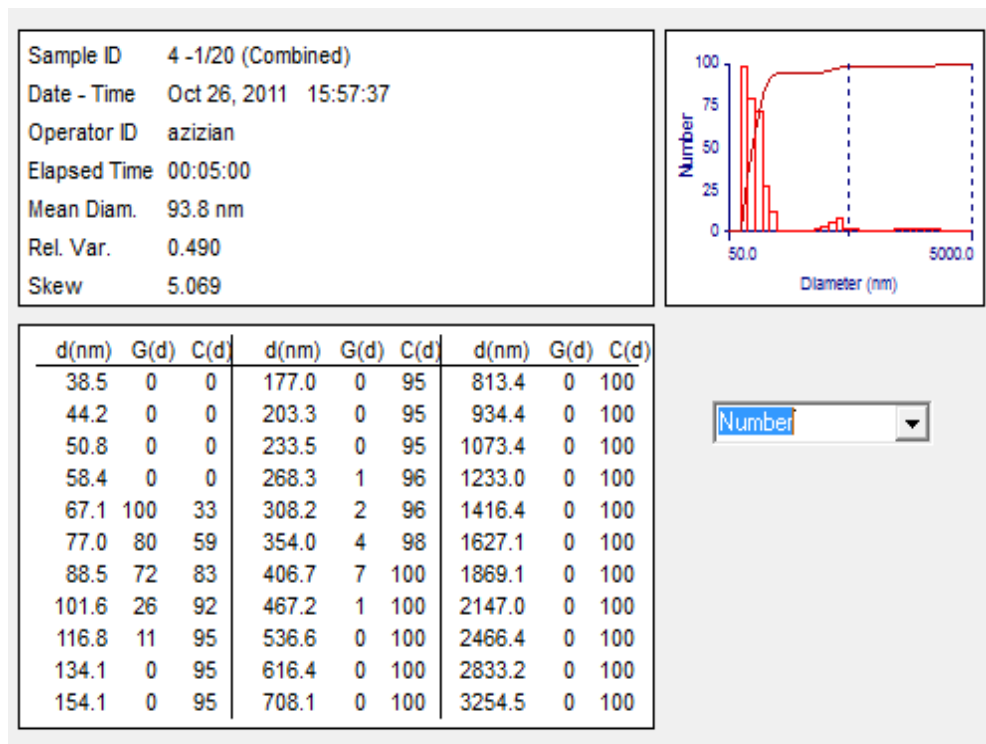 Sample ID 4 -1/20 (Combined)
Date - Time Oct 26, 2011 15:57:37
Operator ID azizian
Elapsed Time 00:05:00
Mean Diam. 93.8 nm
Rel. Var. 0.490
Skew 5.069
100
75
50
25
0
Number
50.0 5000.0
Diameter (nm)
d(nm) G(d) C(d) d(nm) G(d) C(d) d(nm) G(d) C(d)
38.5 0 0 177.0 0 95 813.4 0 100
44.2 0 0 203.3 0 95 934.4 0 100
50.8 0 0 233.5 0 95 1073.4 0 100
58.4 0 0 268.3 1 96 1233.0 0 100
67.1 100 33 308.2 2 96 1416.4 0 100
77.0 80 59 354.0 4 98 1627.1 0 100
88.5 72 83 406.7 7 100 1869.1 0 100
101.6 26 92 467.2 1 100 2147.0 0 100
116.8 11 95 536.6 0 100 2466.4 0 100
134.1 0 95 616.4 0 100 2833.2 0 100
154.1 0 95 708.1 0 100 3254.5 0 100
Number